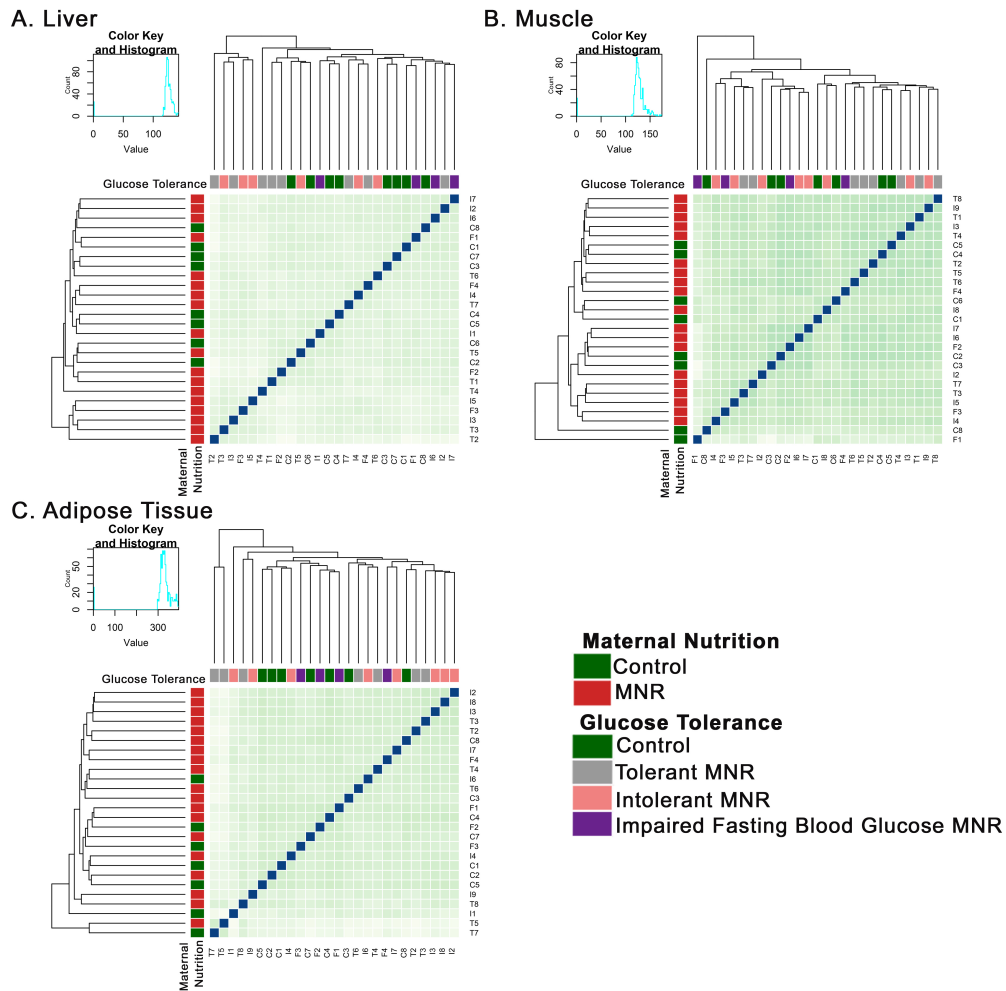 A. Liver
Color Key
and Histogram
Count
0 40 80
0 50 100
Value
Glucose Tolerance
I7
I2
I6
C8
F1
C1
C7
C3
T6
F4
I4
T7
C4
C5
I1
C6
T5
C2
F2
T1
T4
I5
F3
I3
T3
T2
Maternal
Nutrition
T2 T3 I3 F3 I5 T4 T1 F2 C2 T5 C6 I1 C5 C4 T7 I4 F4 T6 C3 C7 C1 F1 C8 I6 I2 I7
B. Muscle
Color Key
and Histogram
Count
0 40 80
0 50 100 150
Value
Glucose Tolerance
T8
I9
T1
I3
T4
C5
C4
T2
T5
T6
F4
C6
I8
C1
I7
I6
F2
C2
C3
I2
T7
T3
I5
F3
I4
C8
F1
Maternal
Nutrition
F1 C8 I4 F3 I5 T3 T7 I2 C3 C2 F2 I6 I7 C1 I8 C6 F4 T6 T5 T2 C4 C5 T4 I3 T1 I9 T8
C. Adipose Tissue
Color Key
and Histogram
Count
0 20 50
0 100 300
Value
Glucose Tolerance
I2
I8
I3
T3
T2
C8
I7
F4
T4
I6
T6
C3
F1
C4
F2
C7
F3
I4
C1
C2
C5
I9
T8
I1
T5
T7
Maternal
Nutrition
T7 T5 I1 T8 I9 C5 C2 C1 I4 F3 C7 F2 C4 F1 C3 T6 I6 T4 F4 I7 C8 T2 T3 I3 I8 I2
Maternal Nutrition
Control
MNR
Glucose Tolerance
Control
Tolerant MNR
Intolerant MNR
Impaired Fasting Blood Glucose MNR